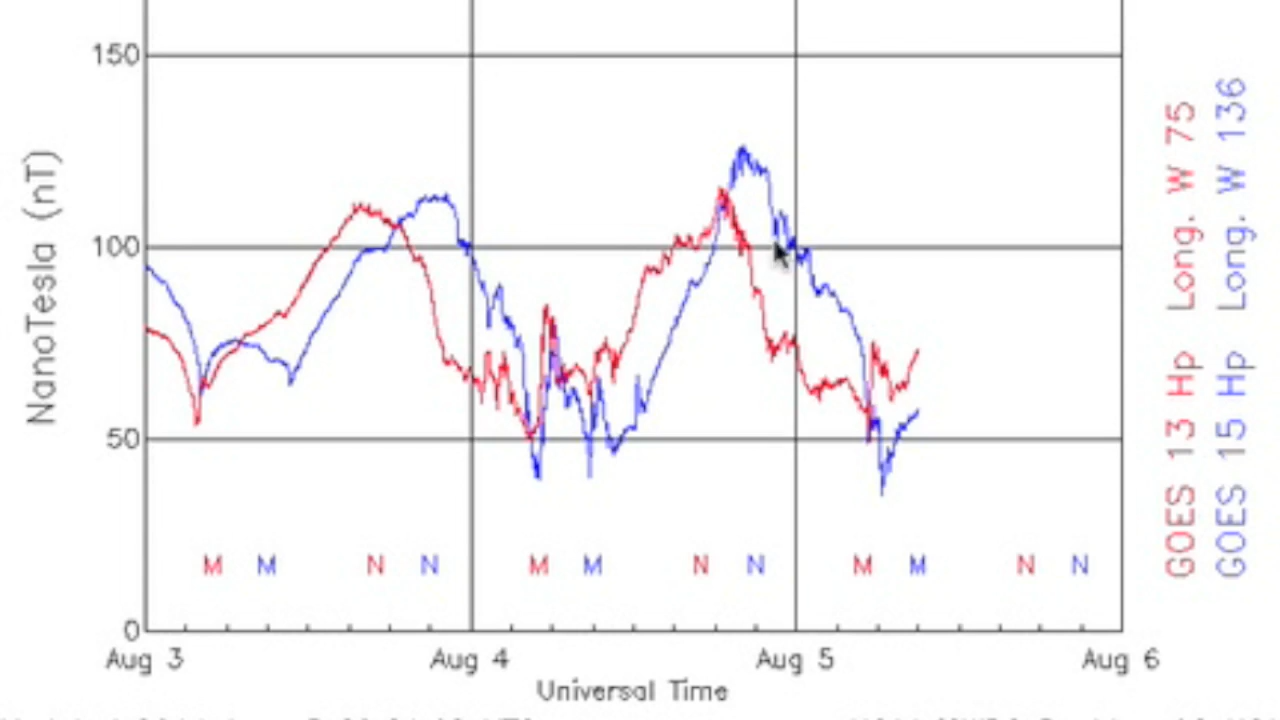 150
100
50
0
NanoTesla (nT)
M M N N M M N N M M N N
Aug 3 Aug 4 Aug 5 Aug 6
Universal Time
GOES 13 Hp Long. W 75
GOES 15 Hp Long. W 136